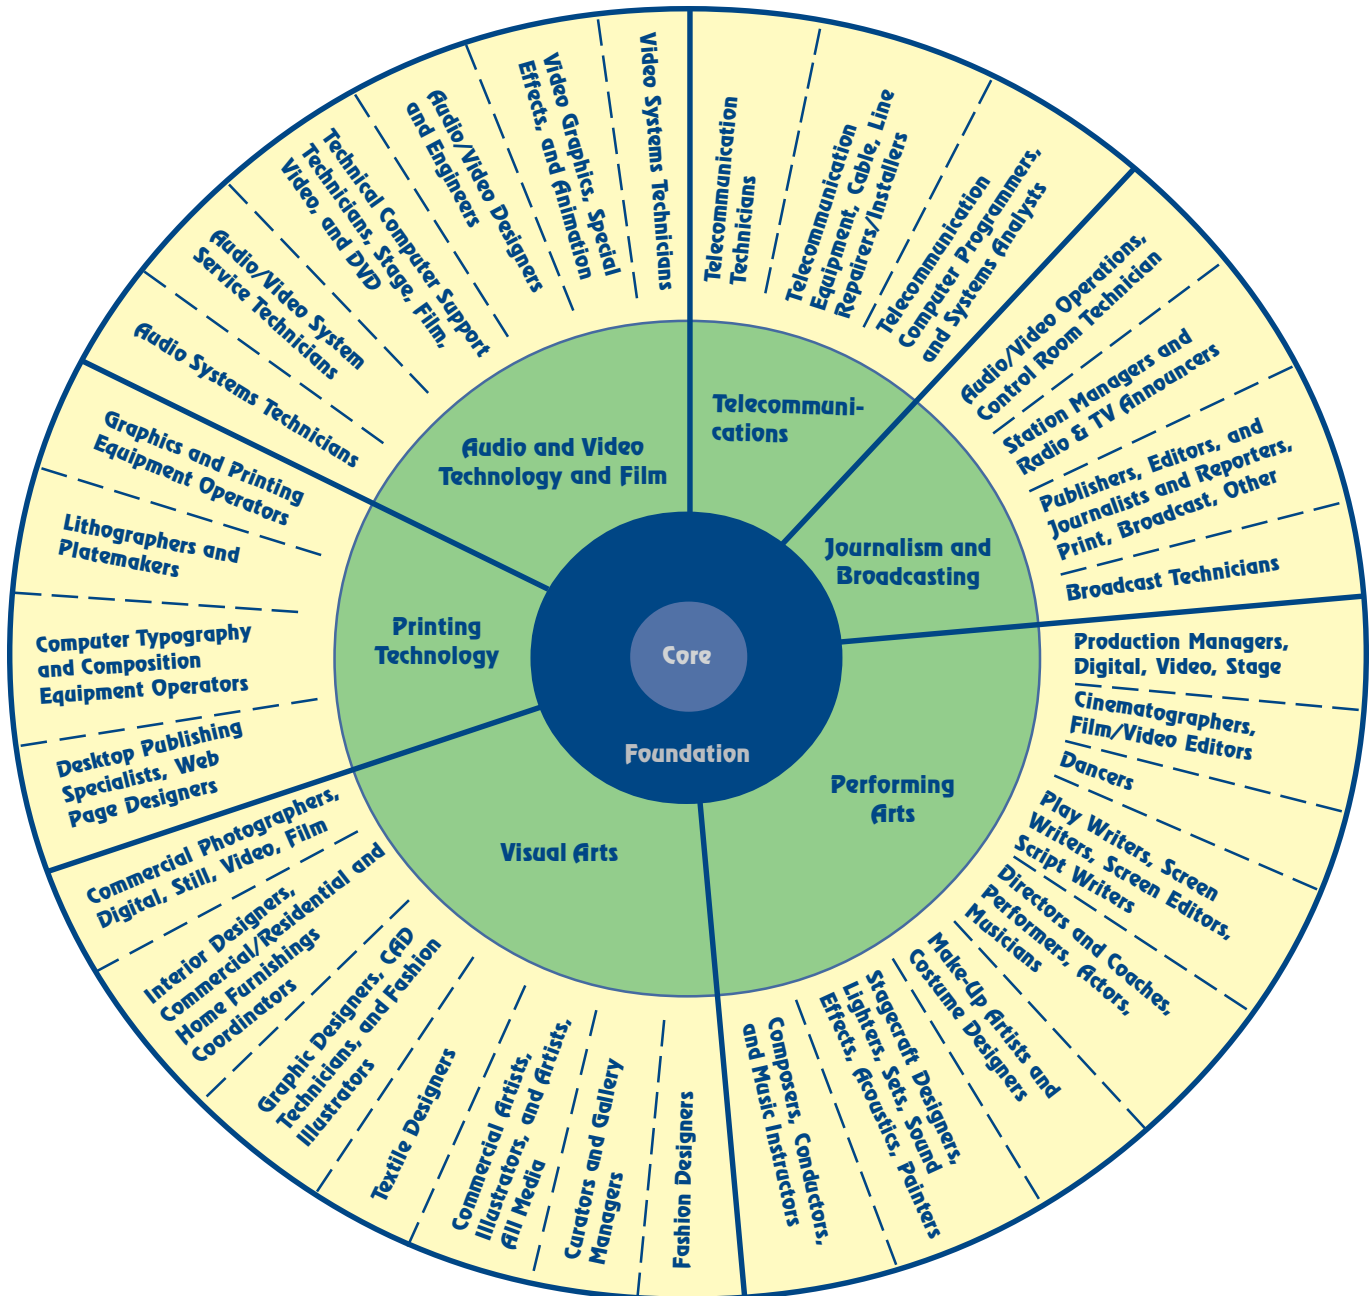 Core
Foundation
Telecommuni-
cations
Telecommunication
Technicians
Telecommunication
Equipment, Cable, Line
Repairers/Installers
Telecommunication
Computer Programmers,
and Systems Analysts
Journalism and
Broadcasting
Audio/Video Operations,
Control Room Technician
Station Managers and
Radio & TV Announcers
Publishers, Editors, and
Journalists and Reporters,
Print, Broadcast, Other
Broadcast Technicians
Performing
Arts
Production Managers,
Digital, Video, Stage
Cinematographers,
Film/Video Editors
Dancers
Play Writers, Screen
Writers, Screen Editors,
Script Writers
Directors and Coaches,
Performers, Actors,
Musicians
Make-Up Artists and
Costume Designers
Stagecraft Designers,
Lighters, Sets, Sound
Effects, Acoustics, Painters
Composers, Conductors,
and Music Instructors
Visual Arts
Fashion Designers
Curators and Gallery
Managers
Commercial Artists,
Illustrators, and Artists,
All Media
Textile Designers
Graphic Designers, CAD
Technicians, and Fashion
Illustrators
Interior Designers,
Commercial/Residential and
Home Furnishings
Coordinators
Commercial Photographers,
Digital, Still, Video, Film
Printing
Technology
Desktop Publishing
Specialists, Web
Page Designers
Computer Typography
and Composition
Equipment Operators
Lithographers and
Platemakers
Graphics and Printing
Equipment Operators
Audio and Video
Technology and Film
Audio Systems Technicians
Audio/Video System
Service Technicians
Technical Computer Support
Technicians, Stage, Film,
Video, and DVD
Audio/Video Designers
and Engineers
Video Graphics, Special
Effects, and Animation
Video Systems Technicians